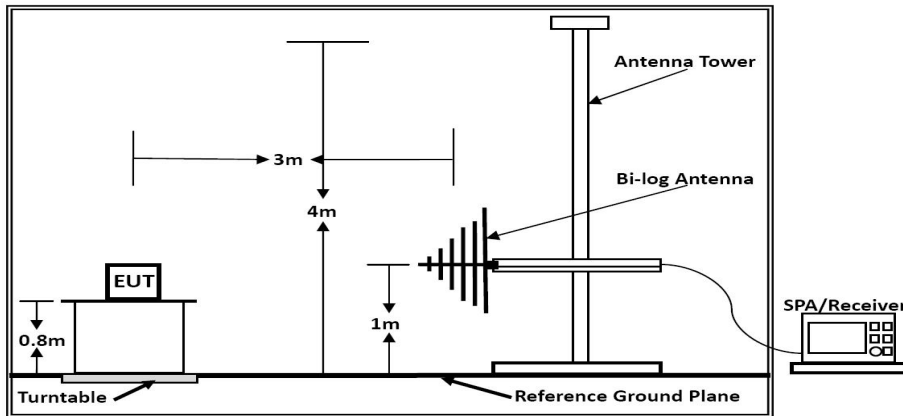 Antenna Tower
3m
Bi-log Antenna
4m
EUT
SPA/Receiver
0.8m
1m
Turntable
Reference Ground Plane